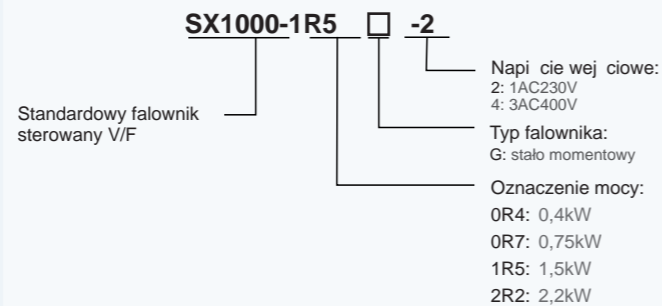 SX1000-1R5 □ -2
Napi cie wej ciowe:
2: 1AC230V
4: 3AC400V
Standardowy falownik
sterowany V/F
Typ falownika:
G: stało momentowy
Oznaczenie mocy:
0R4: 0,4kW
0R7: 0,75kW
1R5: 1,5kW
2R2: 2,2kW